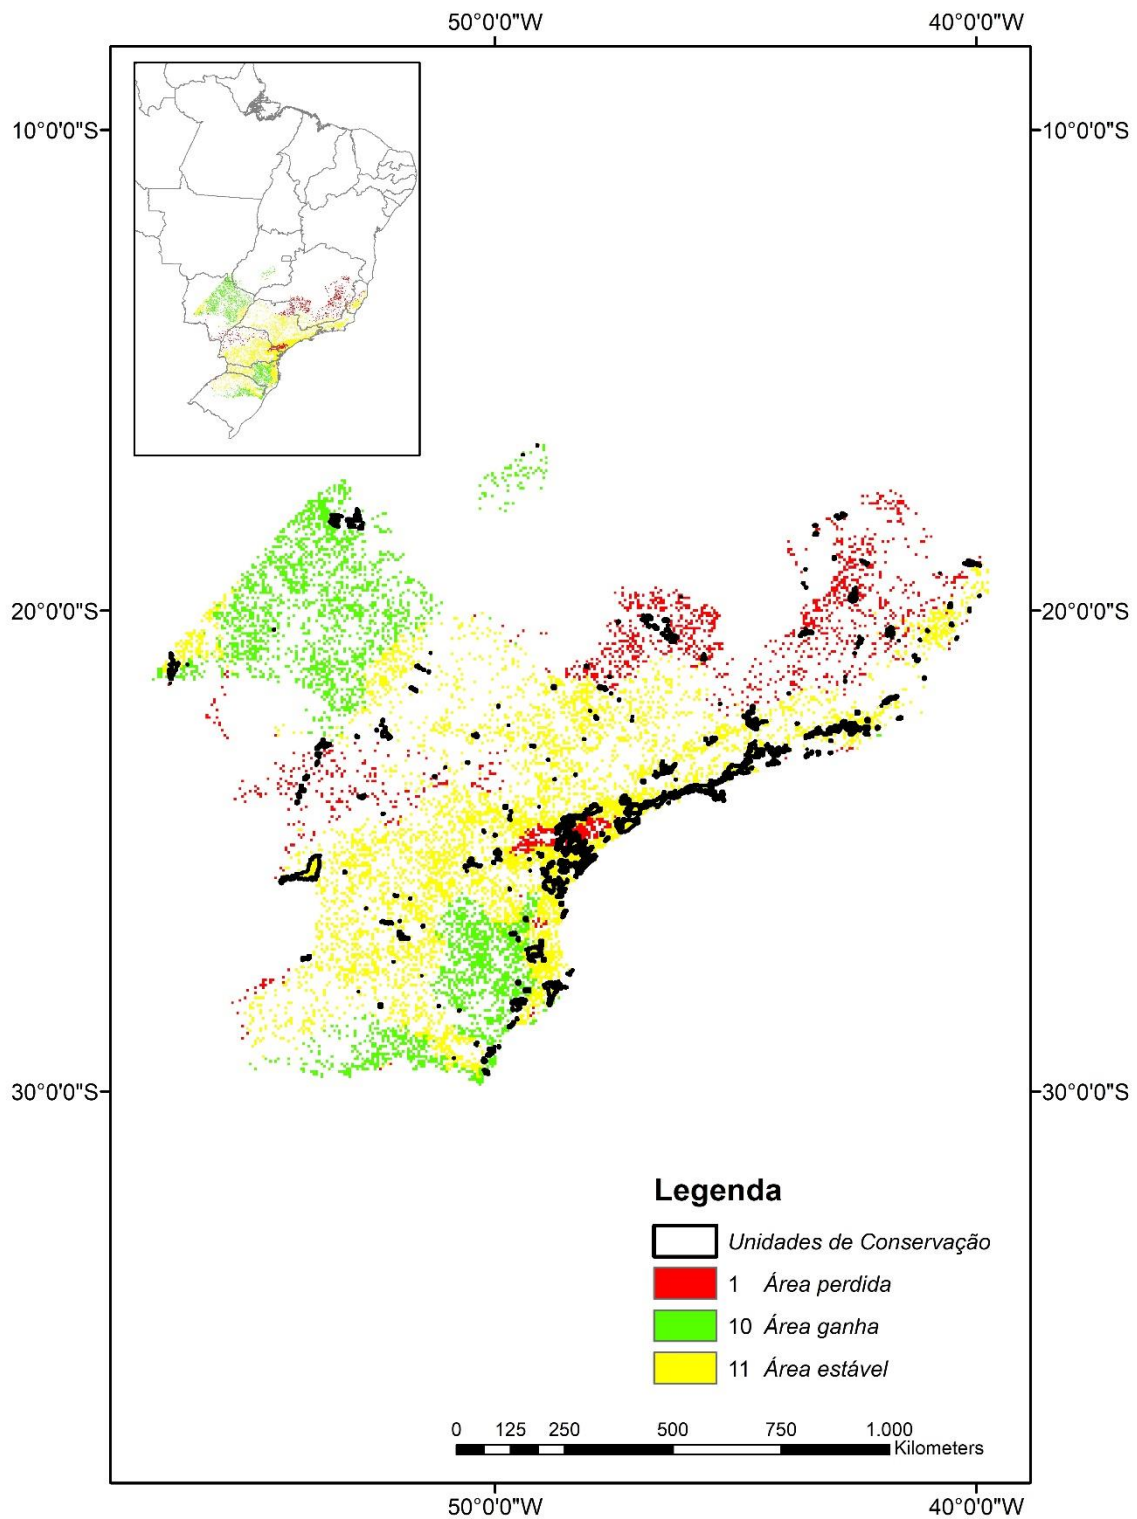 50°0'0"W 40°0'0"W
10°0'0"S 10°0'0"S
20°0'0"S 20°0'0"S
30°0'0"S 30°0'0"S
Legenda
Unidades de Conservação
1 Área perdida
10 Área ganha
11 Área estável
0 125 250 500 750 1.000
Kilometers
50°0'0"W 40°0'0"W